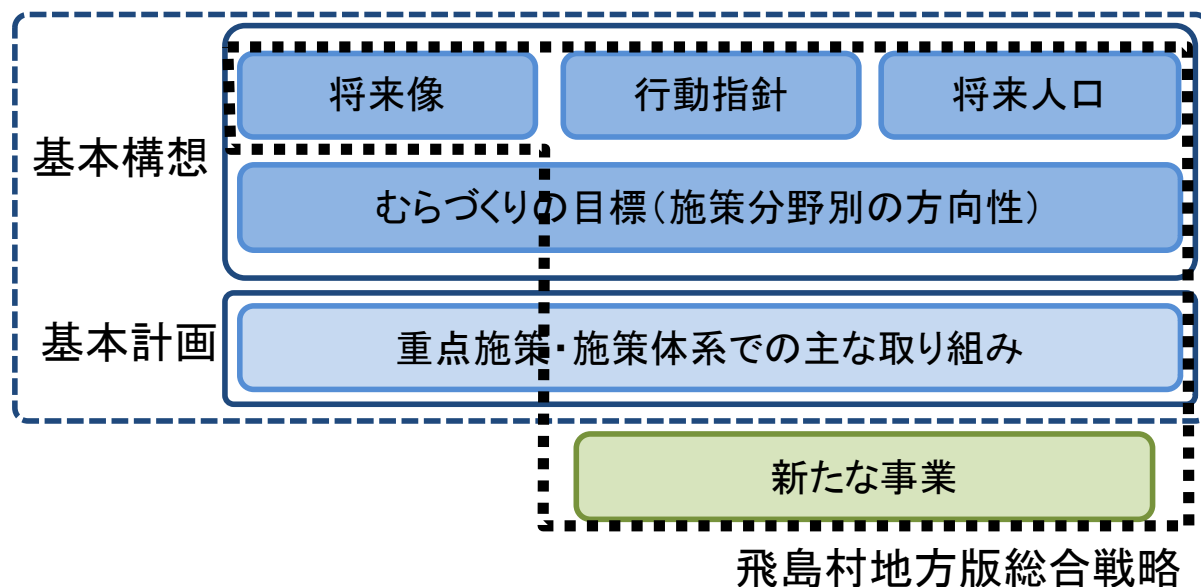 将来像
行動指針
将来人口
基本構想
むらづくりの目標（施策分野別の方向性）
基本計画
重点施策・施策体系での主な取り組み
新たな事業
飛島村地方版総合戦略